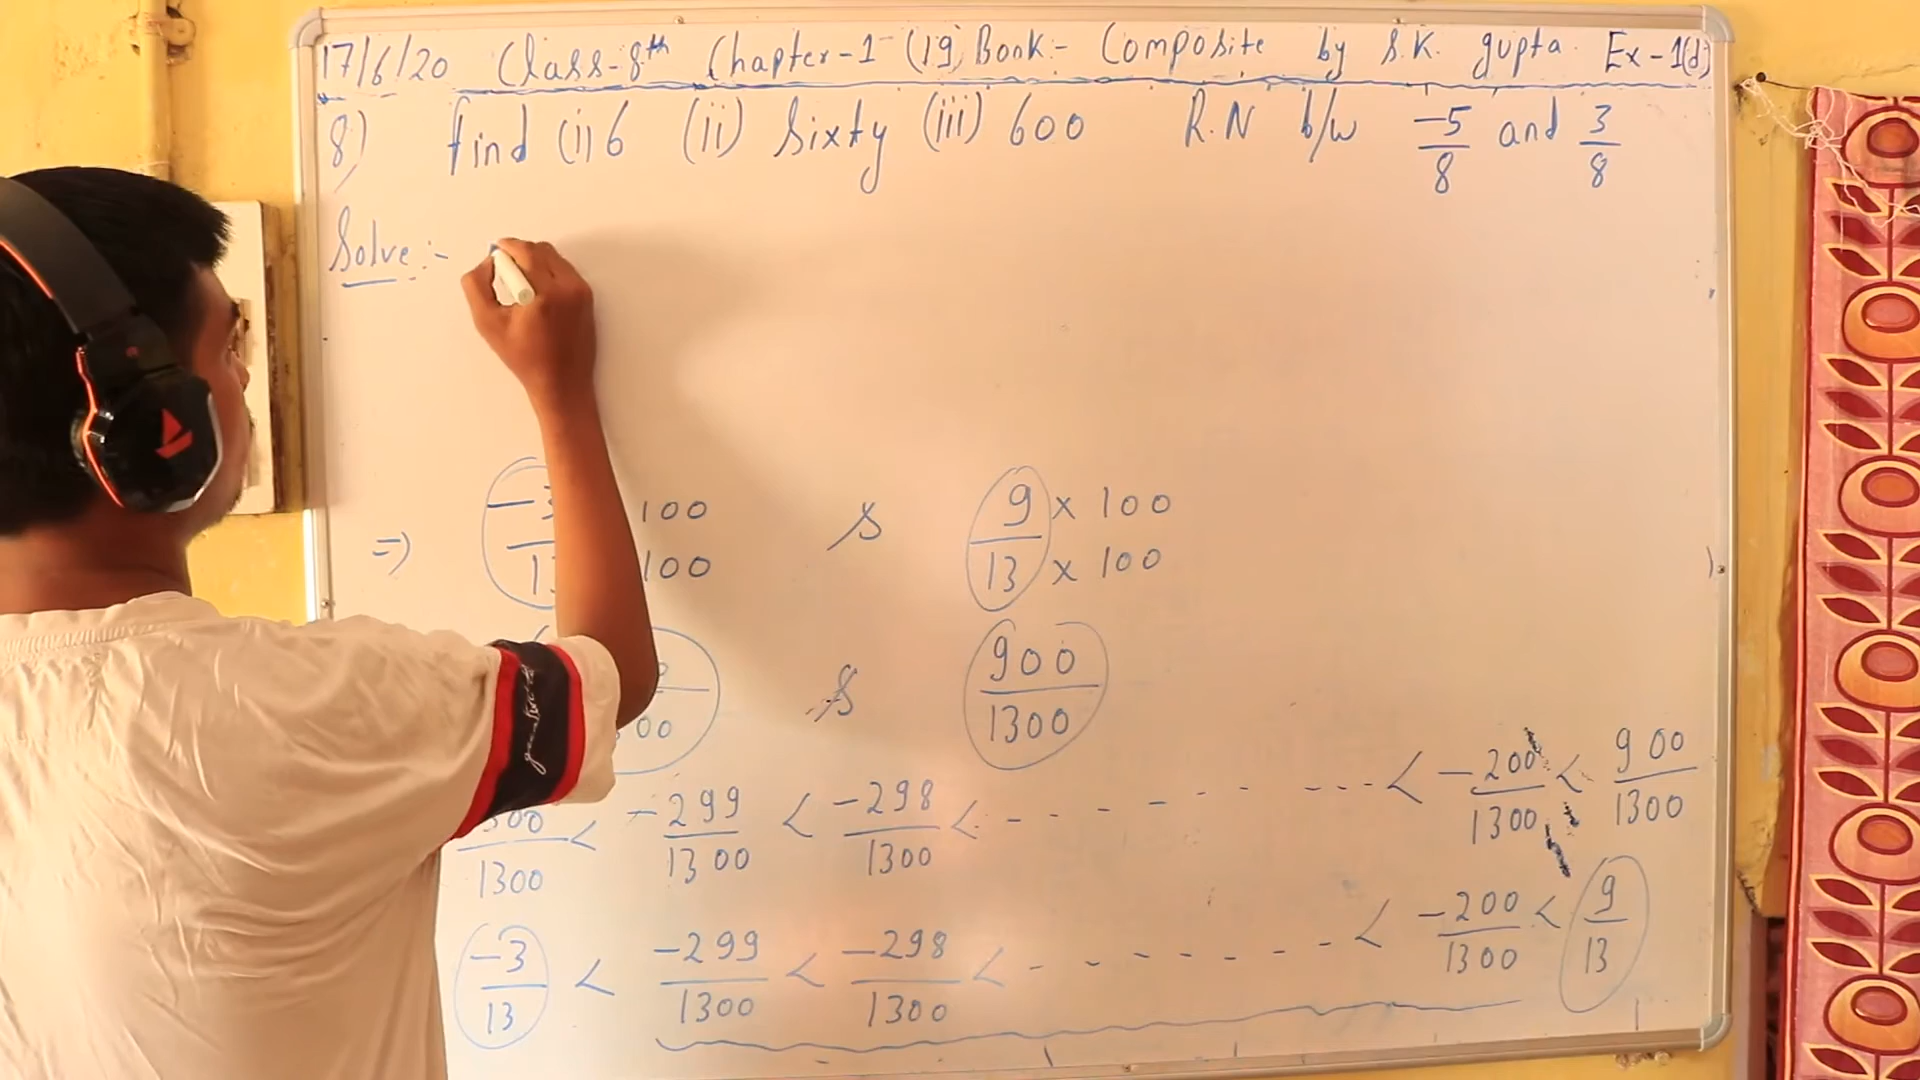 17/6/20 Class-8th Chapter-1 (19) Book:- Composite by S.K. gupta. Ex-1(d)
8) find (i) 6 (ii) Sixty (iii) 600 R.N b/w -5/8 and 3/8
Solve:-
=) 100 & 9 x 100
100 13 x 100
00 & 900/1300
300/1300 < -299/1300 < -298/1300 < - - - - - - - - - < -200/1300 < 900/1300
-3/13 < -299/1300 < -298/1300 < - - - - - - - - < -200/1300 < 9/13